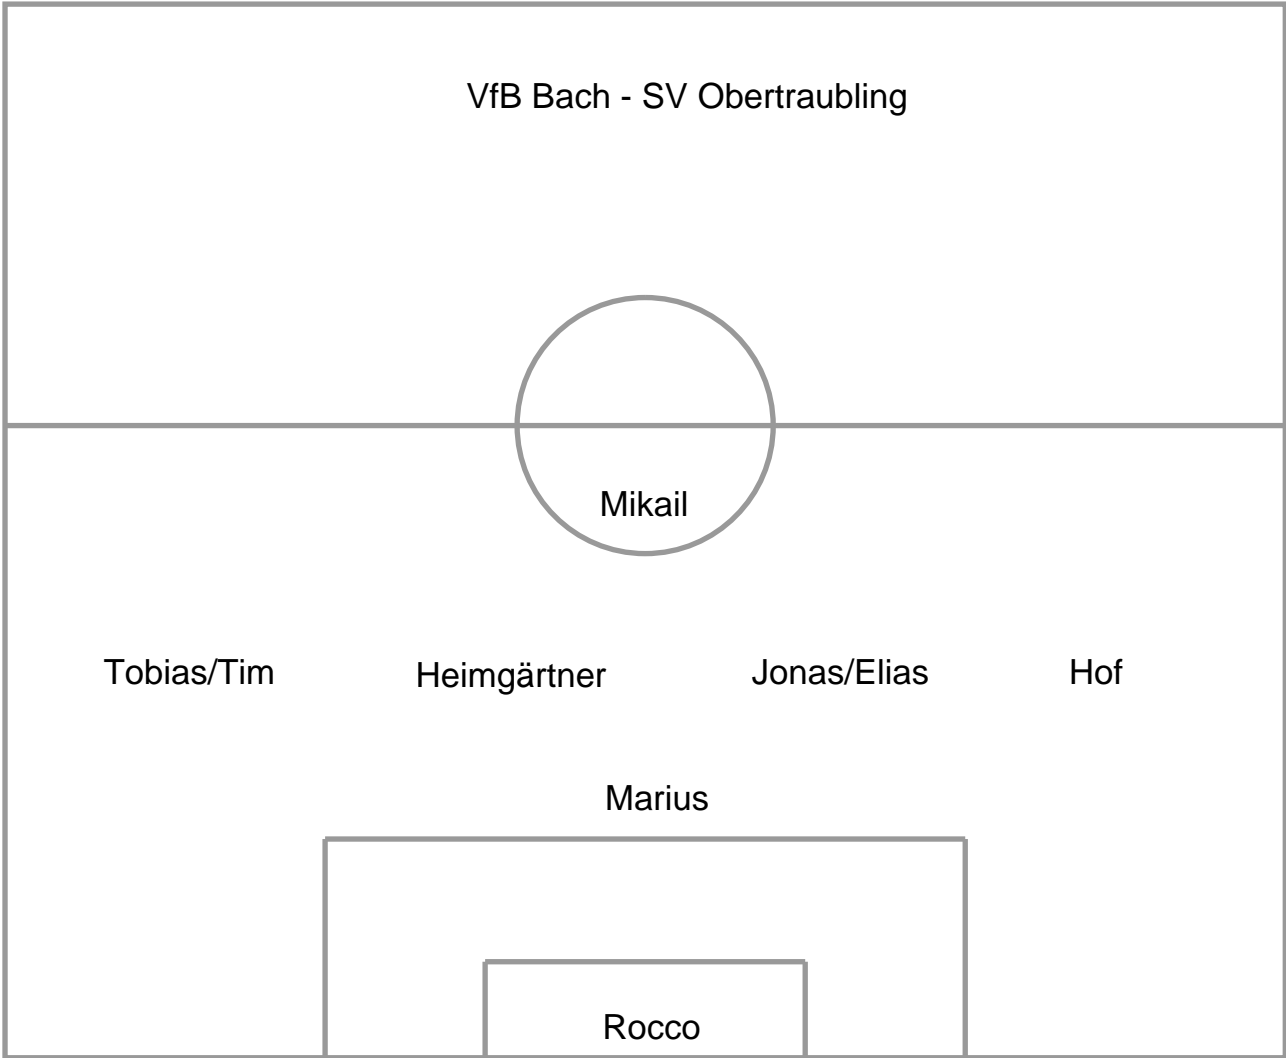 VfB Bach - SV Obertraubling
Mikail
Tobias/Tim Heimgärtner Jonas/Elias Hof
Marius
Rocco